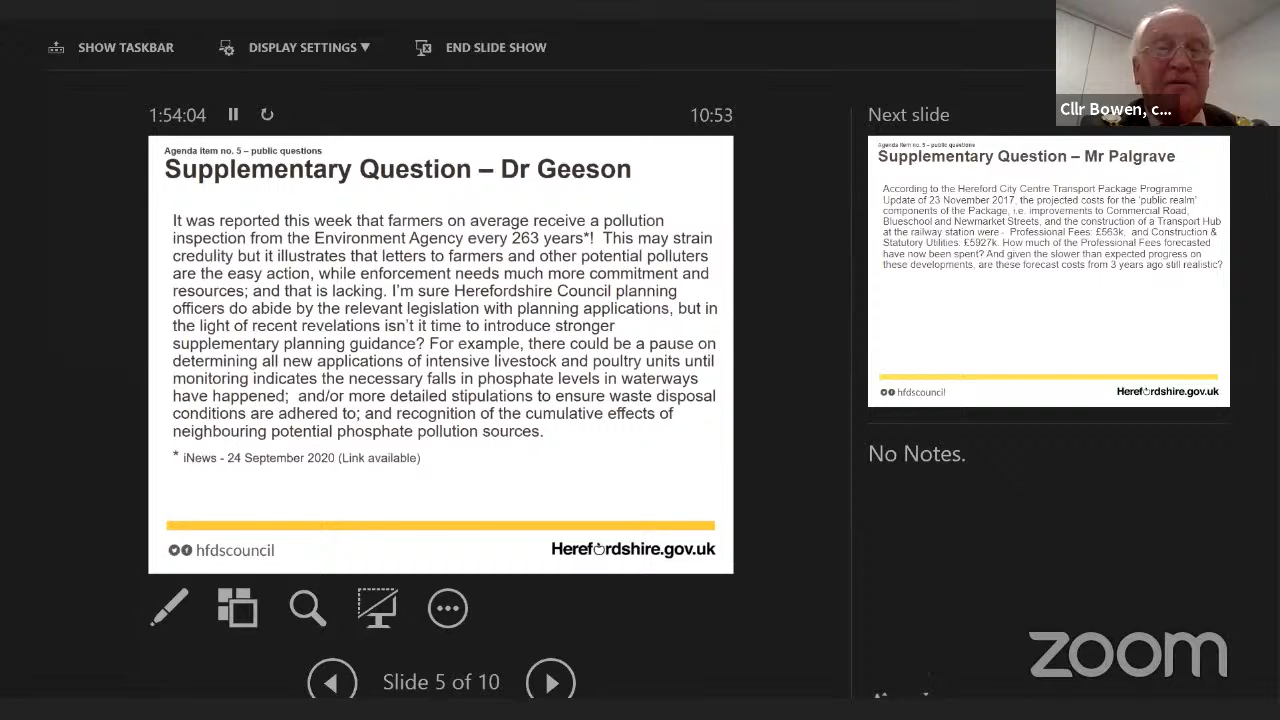 SHOW TASKBAR
DISPLAY SETTINGS ▼
END SLIDE SHOW
Cllr Bowen, c...
1:54:04
10:53
Agenda item no. 5 – public questions
Supplementary Question – Dr Geeson
It was reported this week that farmers on average receive a pollution
inspection from the Environment Agency every 263 years*!  This may strain
credulity but it illustrates that letters to farmers and other potential polluters
are the easy action, while enforcement needs much more commitment and
resources; and that is lacking. I’m sure Herefordshire Council planning
officers do abide by the relevant legislation with planning applications, but in
the light of recent revelations isn’t it time to introduce stronger
supplementary planning guidance? For example, there could be a pause on
determining all new applications of intensive livestock and poultry units until
monitoring indicates the necessary falls in phosphate levels in waterways
have happened;  and/or more detailed stipulations to ensure waste disposal
conditions are adhered to; and recognition of the cumulative effects of
neighbouring potential phosphate pollution sources.
* iNews - 24 September 2020 (Link available)
hfdscouncil
Herefordshire.gov.uk
Slide 5 of 10
Next slide
Agenda item no. 5 – public questions
Supplementary Question – Mr Palgrave
According to the Hereford City Centre Transport Package Programme
Update of 23 November 2017, the projected costs for the ‘public realm’
components of the Package, i.e. improvements to Commercial Road,
Blueschool and Newmarket Streets, and the construction of a Transport Hub
at the railway station were -  Professional Fees: £563k,  and Construction &
Statutory Utilities: £5927k. How much of the Professional Fees forecasted
have now been spent? And given the slower than expected progress on
these developments, are these forecast costs from 3 years ago still realistic?
hfdscouncil
Herefordshire.gov.uk
No Notes.
zoom